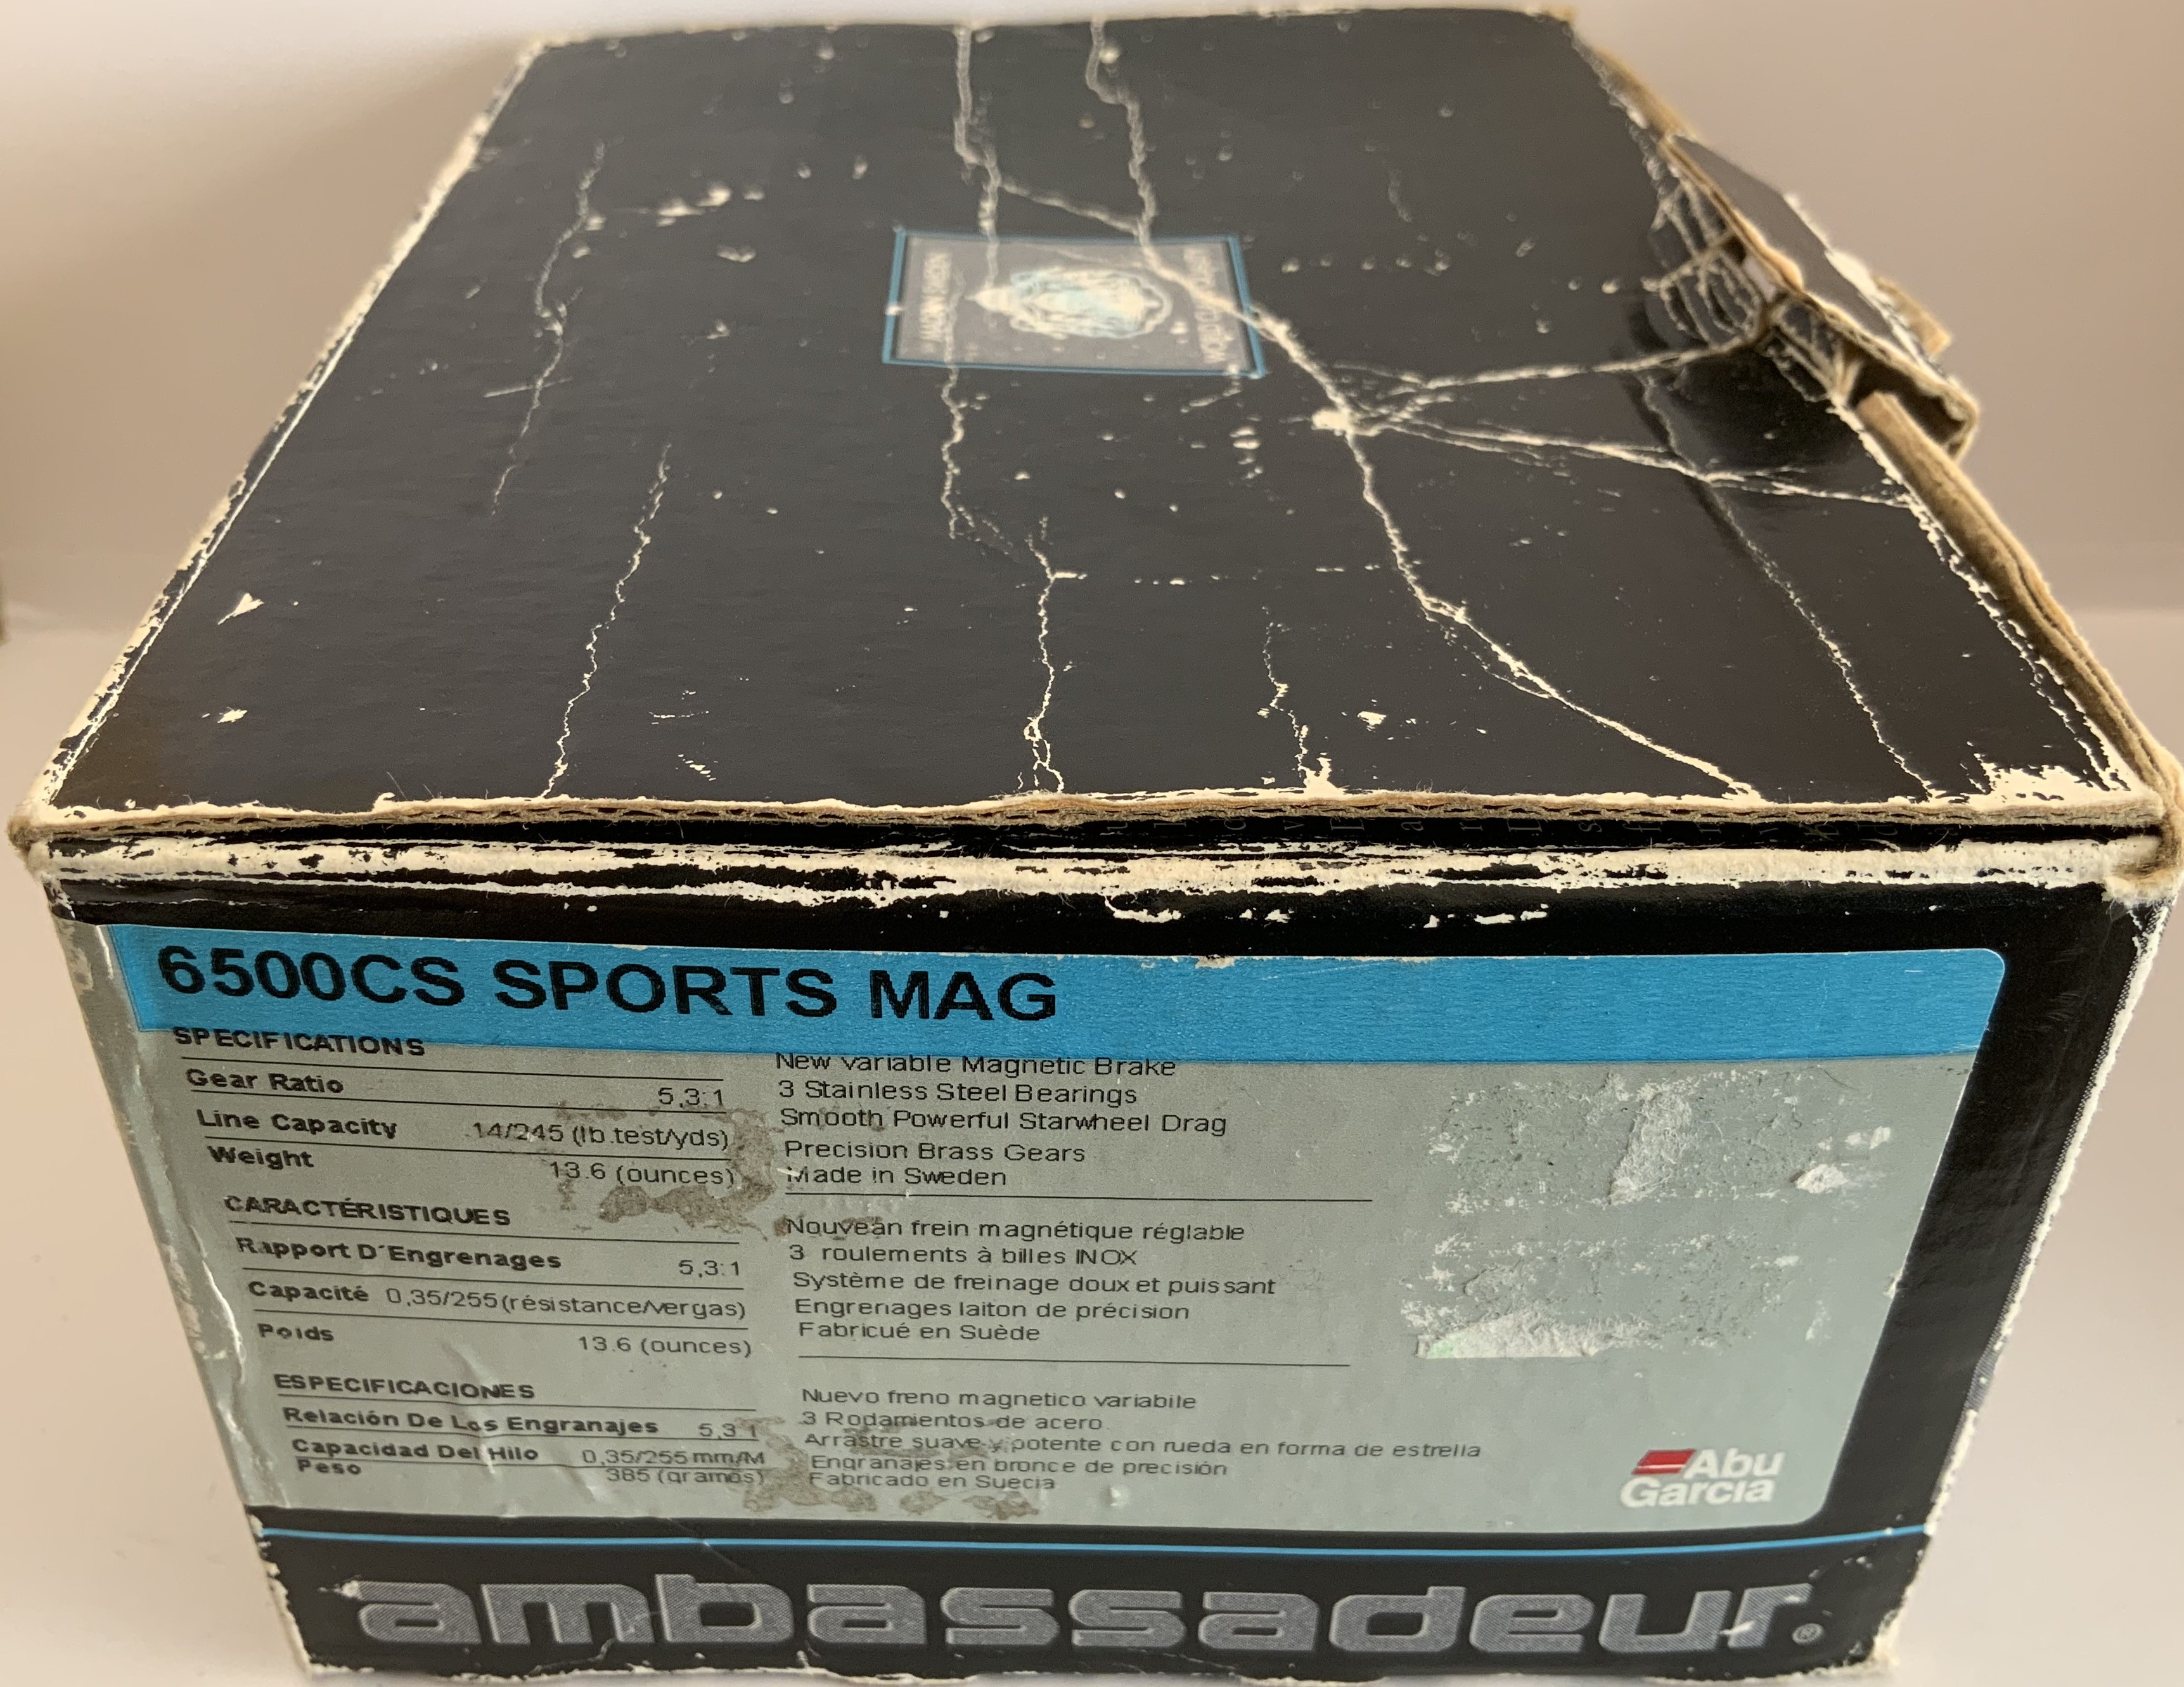 6500CS SPORTS MAG
SPECIFICATIONS
Gear Ratio 5,3:1
Line Capacity 14/245 (lb.test/yds)
Weight 13.6 (ounces)
New variable Magnetic Brake
3 Stainless Steel Bearings
Smooth Powerful Starwheel Drag
Precision Brass Gears
Made in Sweden
CARACTÉRISTIQUES
Rapport D´Engrenages 5,3:1
Capacité 0,35/255(résistance/vergas)
Poids 13.6 (ounces)
Nouveän frein magnétique réglable
3 roulements à billes INOX
Système de freinage doux et puissant
Engrenages laiton de précision
Fabricué en Suède
ESPECIFICACIONES
Relación De Los Engranajes 5,3 1
Capacidad Del Hilo 0,35/255 mm/M
Peso 385 (gramos)
Nuevo freno magnetico variabile
3 Rodamientos de acero.
Arrastre suave y potente con rueda en forma de estrella
Engranajes en bronce de precisión
Fabricado en Suecia
Abu
Garcia
ambassadeur®